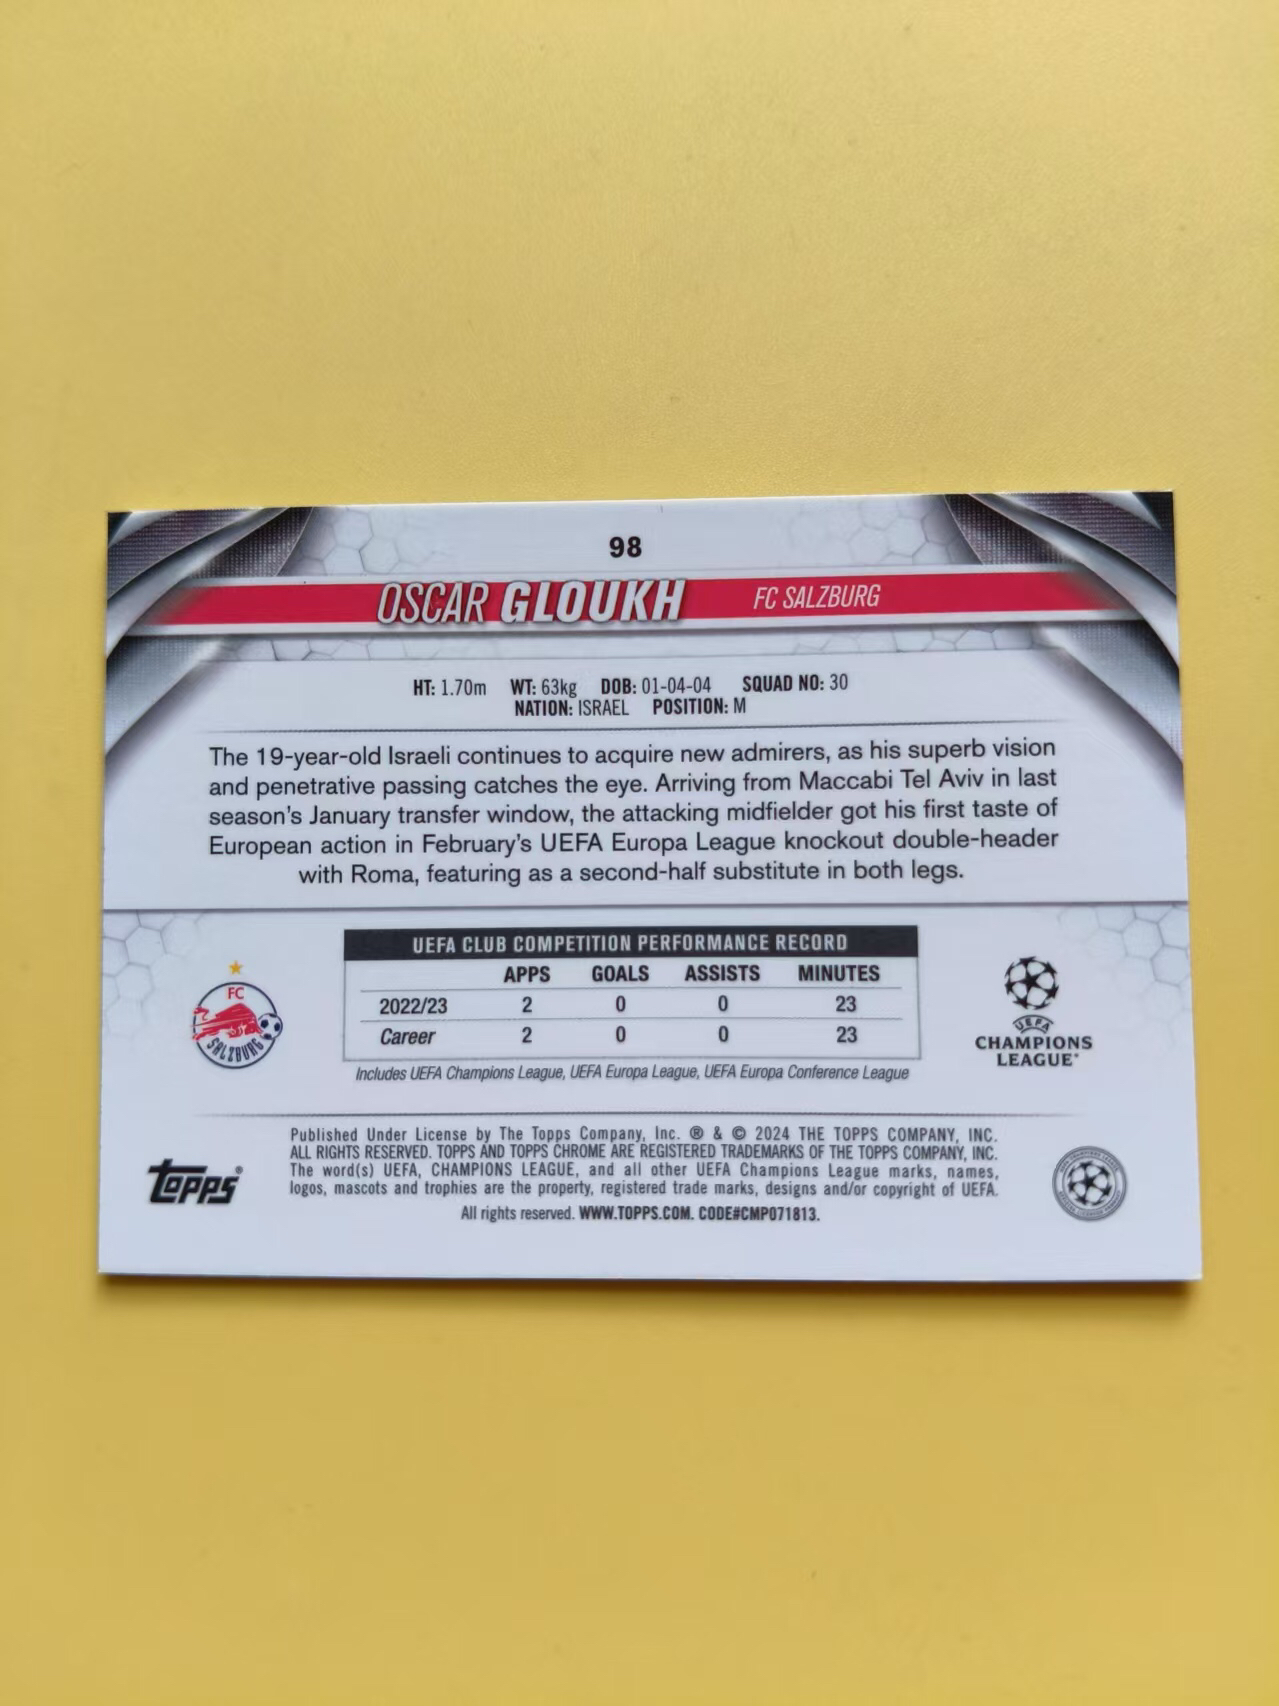 98
OSCAR GLOUKH FC SALZBURG
HT: 1.70m WT: 63kg DOB: 01-04-04 SQUAD NO: 30
NATION: ISRAEL POSITION: M
The 19-year-old Israeli continues to acquire new admirers, as his superb vision
and penetrative passing catches the eye. Arriving from Maccabi Tel Aviv in last
season's January transfer window, the attacking midfielder got his first taste of
European action in February's UEFA Europa League knockout double-header
with Roma, featuring as a second-half substitute in both legs.
UEFA CLUB COMPETITION PERFORMANCE RECORD
APPS GOALS ASSISTS MINUTES
2022/23 2 0 0 23
Career 2 0 0 23
Includes UEFA Champions League, UEFA Europa League, UEFA Europa Conference League
FC
SALZBURG
UEFA
CHAMPIONS
LEAGUE®
Published Under License by The Topps Company, Inc. ® & © 2024 THE TOPPS COMPANY, INC.
ALL RIGHTS RESERVED. TOPPS AND TOPPS CHROME ARE REGISTERED TRADEMARKS OF THE TOPPS COMPANY, INC.
The word(s) UEFA, CHAMPIONS LEAGUE, and all other UEFA Champions League marks, names,
logos, mascots and trophies are the property, registered trade marks, designs and/or copyright of UEFA.
All rights reserved. WWW.TOPPS.COM. CODE#CMP071813.
Topps®